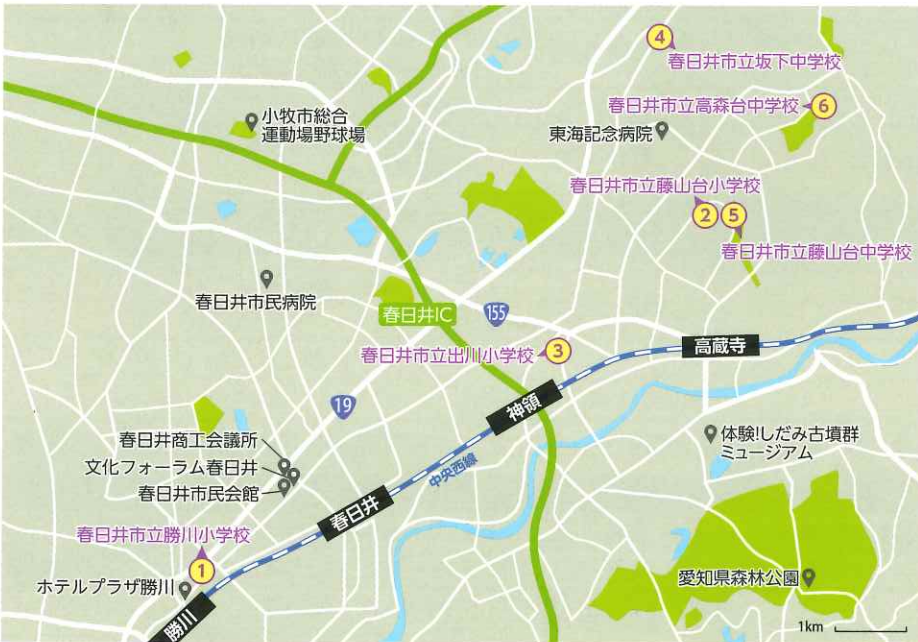 4
春日井市立坂下中学校
小牧市総合
運動場野球場
春日井市立高森台中学校
6
東海記念病院
春日井市立藤山台小学校
2
5
春日井市立藤山台中学校
春日井市民病院
春日井IC
155
春日井市立出川小学校
3
高蔵寺
19
神領
春日井商工会議所
文化フォーラム春日井
春日井市民会館
中央西線
体験!しだみ古墳群
ミュージアム
春日井
春日井市立勝川小学校
1
ホテルプラザ勝川
愛知県森林公園
勝川
1km